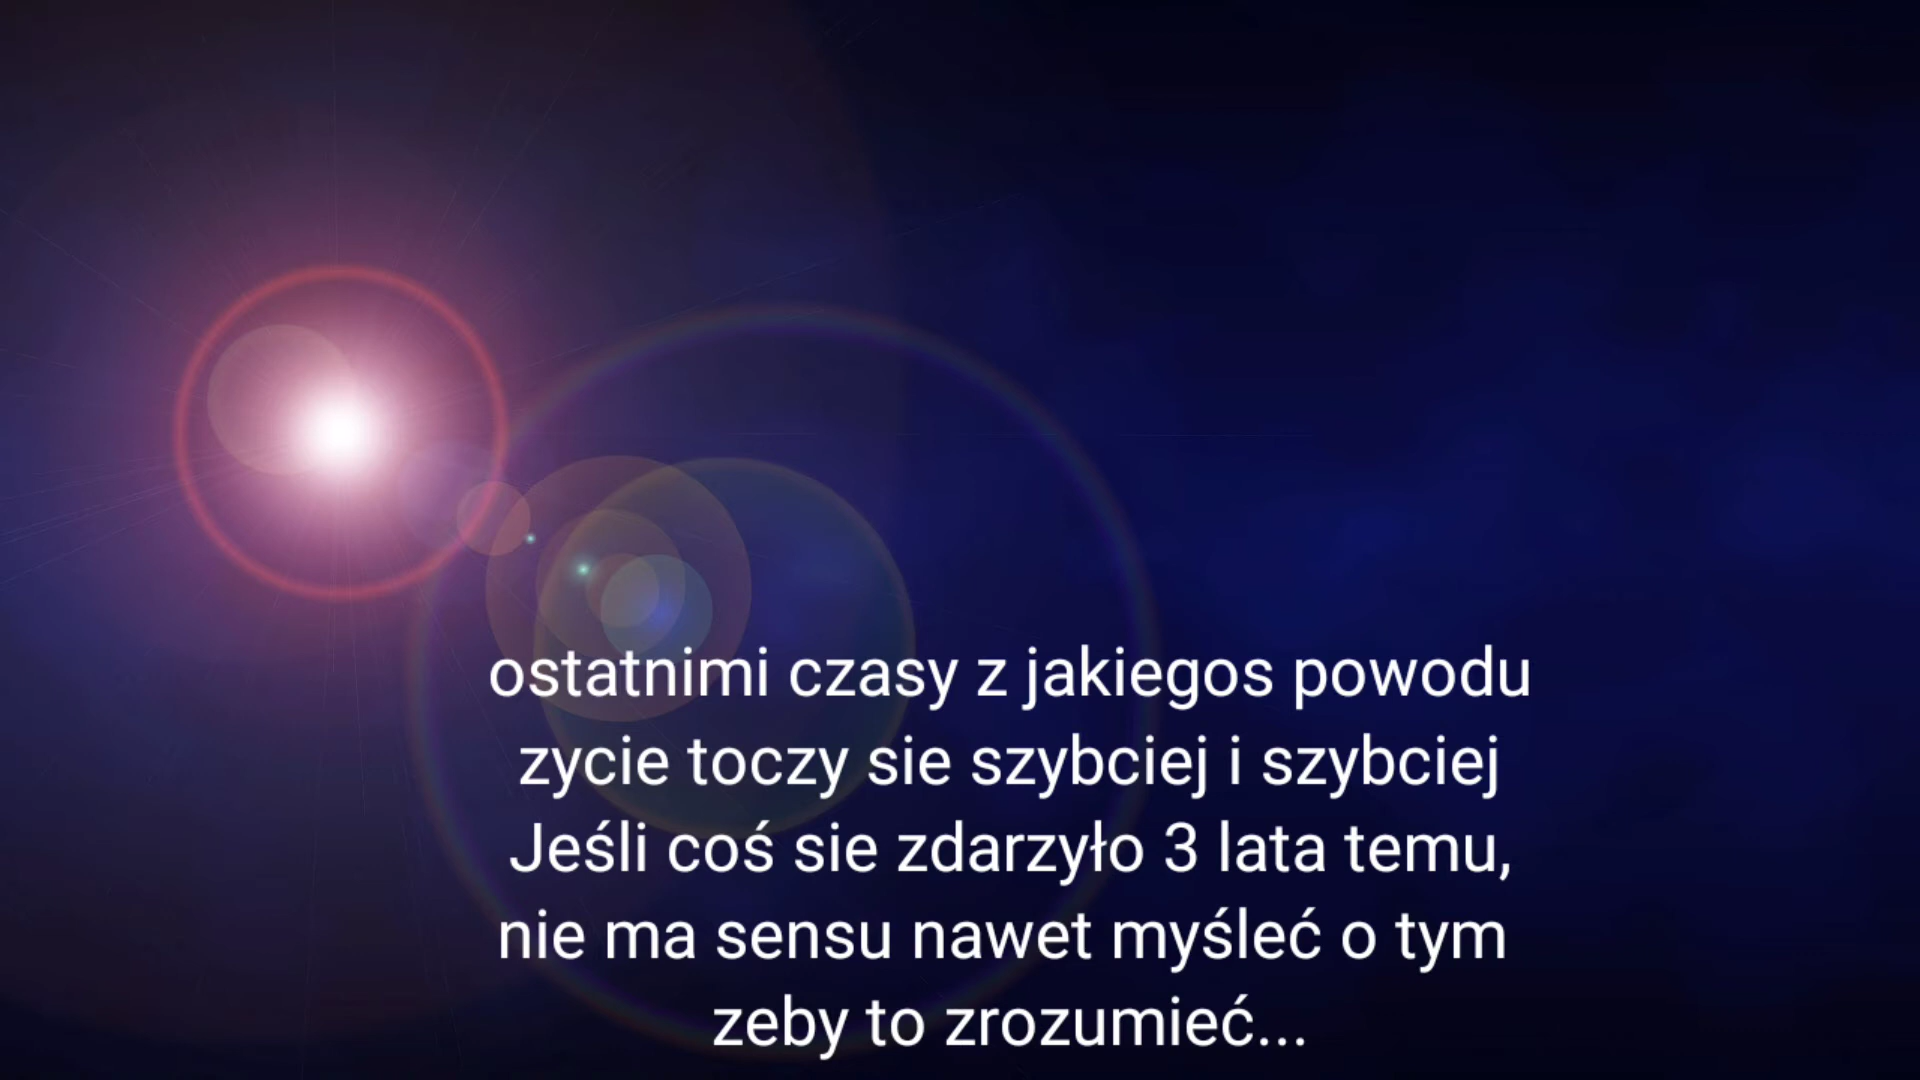 ostatnimi czasy z jakiegos powodu
zycie toczy sie szybciej i szybciej
Jeśli coś sie zdarzyło 3 lata temu,
nie ma sensu nawet myśleć o tym
zeby to zrozumieć...